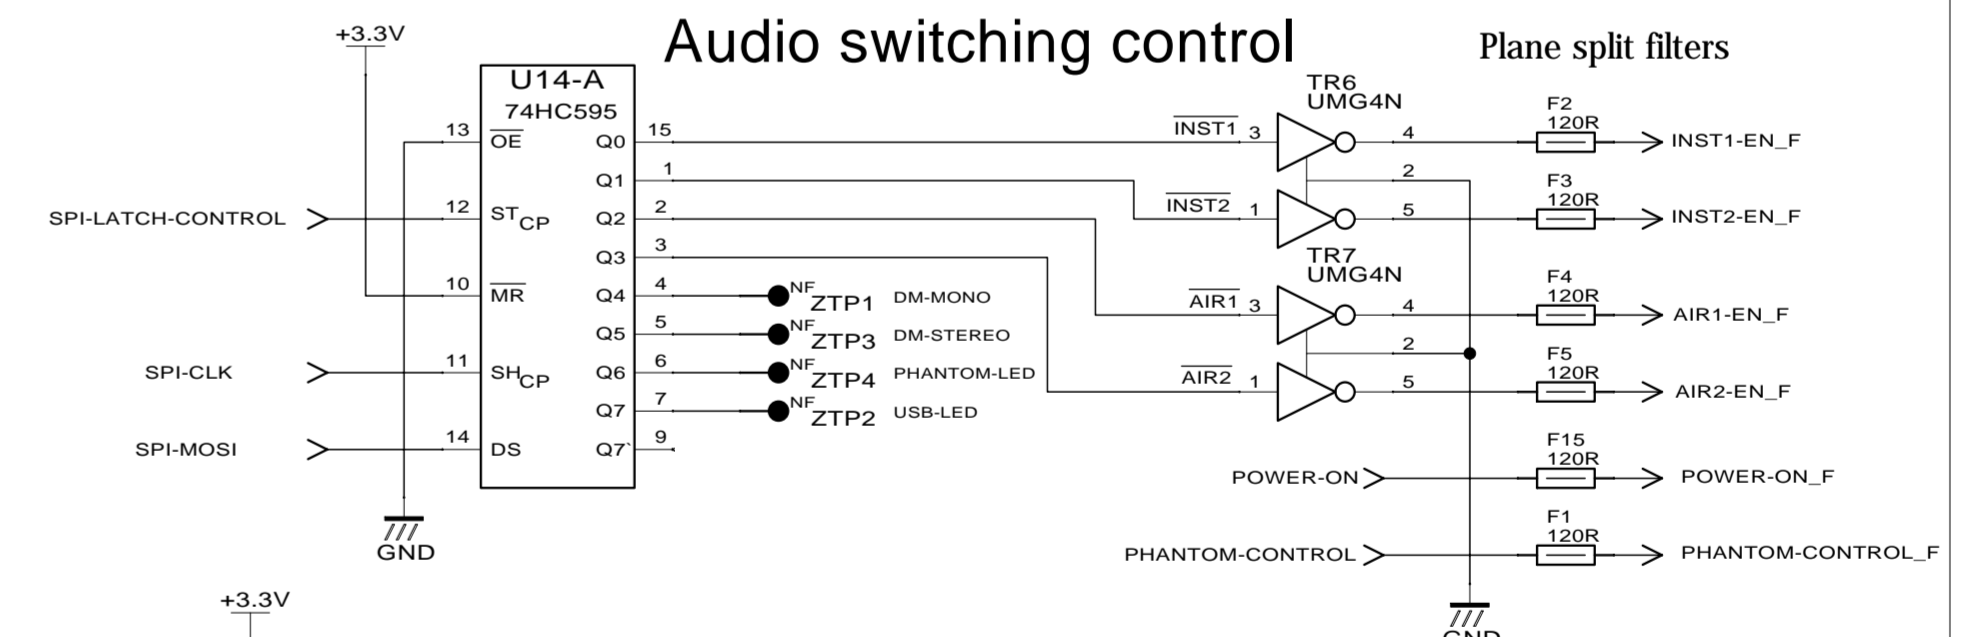 Audio switching control
Plane split filters
+3.3V
U14-A
74HC595
13
OE
12
ST CP
10
MR
11
SH CP
14
DS
SPI-LATCH-CONTROL
SPI-CLK
SPI-MOSI
GND
+3.3V
Q0
15
Q1
1
Q2
2
Q3
3
Q4
4
NF
ZTP1
DM-MONO
Q5
5
NF
ZTP3
DM-STEREO
Q6
6
NF
ZTP4
PHANTOM-LED
Q7
7
NF
ZTP2
USB-LED
Q7`
9
TR6
UMG4N
INST1
3
4
2
INST2
1
5
TR7
UMG4N
AIR1
3
4
2
AIR2
1
5
F2
120R
INST1-EN_F
F3
120R
INST2-EN_F
F4
120R
AIR1-EN_F
F5
120R
AIR2-EN_F
POWER-ON
F15
120R
POWER-ON_F
PHANTOM-CONTROL
F1
120R
PHANTOM-CONTROL_F
GND